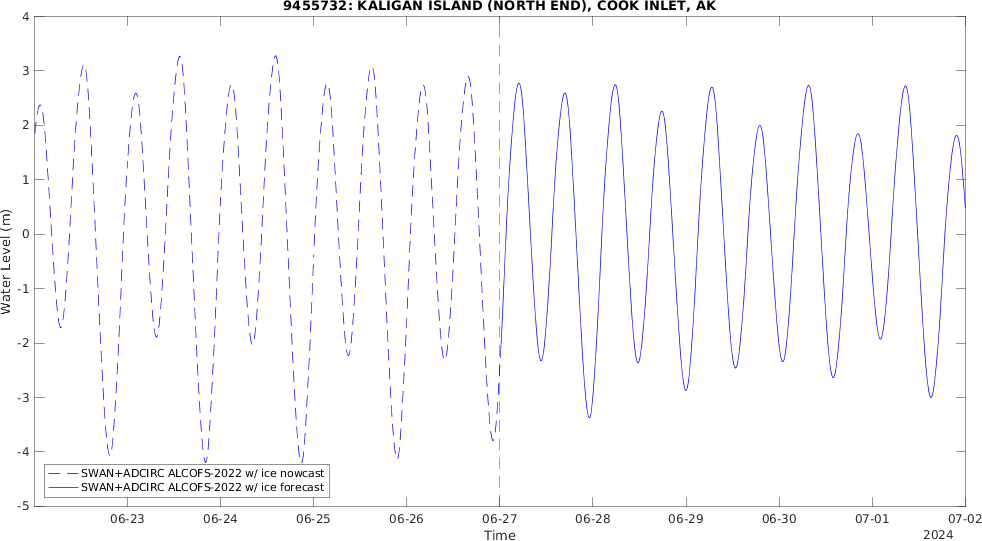 9455732: KALIGAN ISLAND (NORTH END), COOK INLET, AK
4
3
2
1
0
-1
-2
-3
-4
-5
Water Level (m)
SWAN+ADCIRC ALCOFS-2022 w/ ice nowcast
SWAN+ADCIRC ALCOFS-2022 w/ ice forecast
06-23 06-24 06-25 06-26 06-27 06-28 06-29 06-30 07-01 07-02
Time
2024